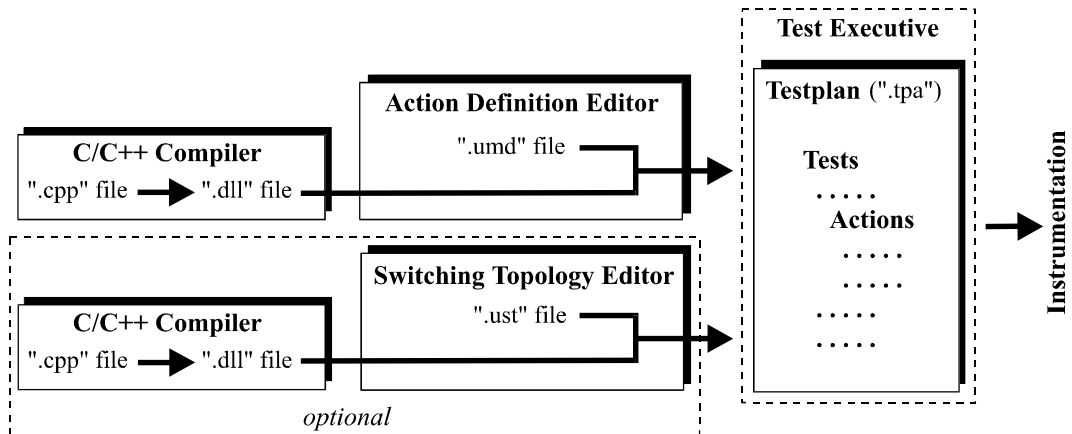 Test Executive
Testplan (".tpa")
Tests
. . . . .
Actions
. . . . .
. . . . .
. . . . .
. . . . .
Action Definition Editor
".umd" file
C/C++ Compiler
".cpp" file ".dll" file
Switching Topology Editor
".ust" file
C/C++ Compiler
".cpp" file ".dll" file
optional
Instrumentation